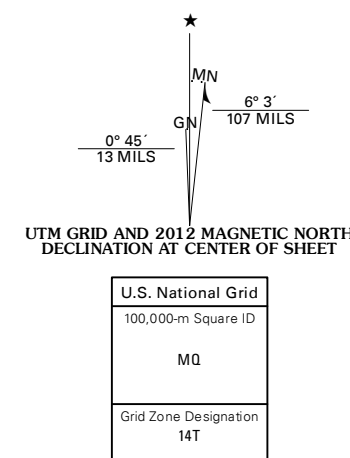 ★
MN
GN
6° 3´
107 MILS
0° 45´
13 MILS
UTM GRID AND 2012 MAGNETIC NORTH
DECLINATION AT CENTER OF SHEET
U.S. National Grid
100,000-m Square ID
MQ
Grid Zone Designation
14T